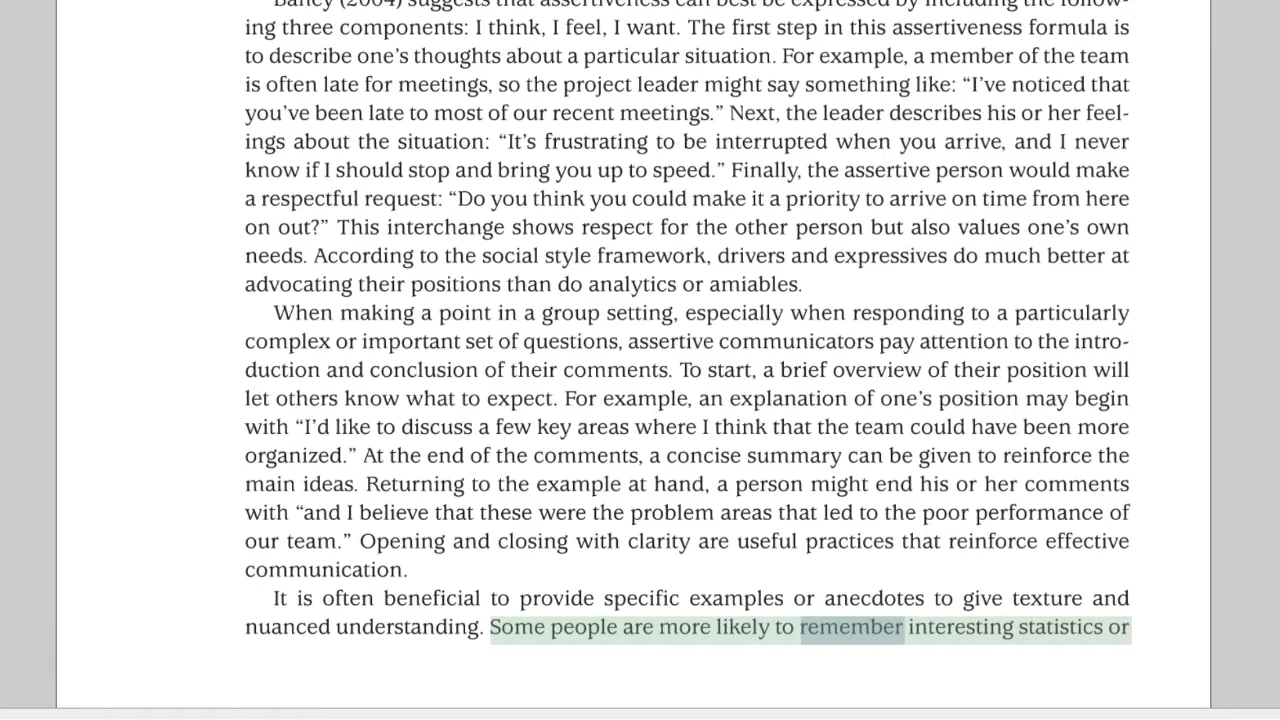 (2004) suggests that assertiveness can best be expressed by including the follow-
ing three components: I think, I feel, I want. The first step in this assertiveness formula is
to describe one’s thoughts about a particular situation. For example, a member of the team
is often late for meetings, so the project leader might say something like: “I’ve noticed that
you’ve been late to most of our recent meetings.” Next, the leader describes his or her feel-
ings about the situation: “It’s frustrating to be interrupted when you arrive, and I never
know if I should stop and bring you up to speed.” Finally, the assertive person would make
a respectful request: “Do you think you could make it a priority to arrive on time from here
on out?” This interchange shows respect for the other person but also values one’s own
needs. According to the social style framework, drivers and expressives do much better at
advocating their positions than do analytics or amiables.
When making a point in a group setting, especially when responding to a particularly
complex or important set of questions, assertive communicators pay attention to the intro-
duction and conclusion of their comments. To start, a brief overview of their position will
let others know what to expect. For example, an explanation of one’s position may begin
with “I’d like to discuss a few key areas where I think that the team could have been more
organized.” At the end of the comments, a concise summary can be given to reinforce the
main ideas. Returning to the example at hand, a person might end his or her comments
with “and I believe that these were the problem areas that led to the poor performance of
our team.” Opening and closing with clarity are useful practices that reinforce effective
communication.
It is often beneficial to provide specific examples or anecdotes to give texture and
nuanced understanding. Some people are more likely to remember interesting statistics or